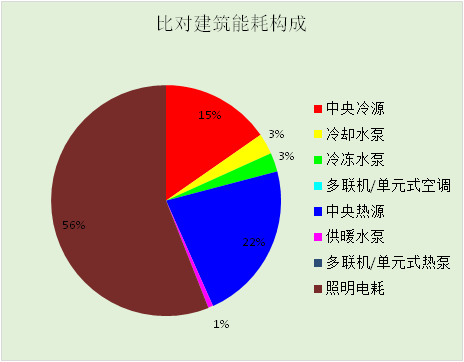 比对建筑能耗构成
15%
3%
3%
22%
1%
56%
中央冷源
冷却水泵
冷冻水泵
多联机/单元式空调
中央热源
供暖水泵
多联机/单元式热泵
照明电耗